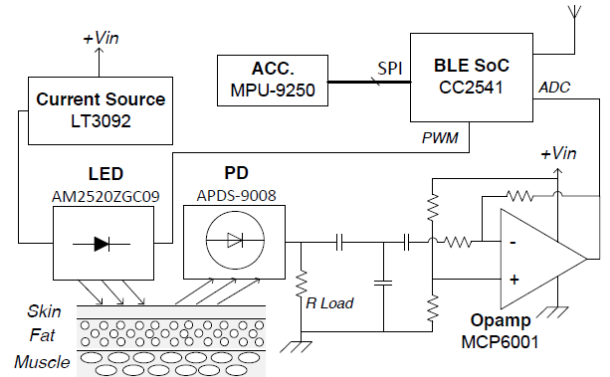 +Vin
Current Source
LT3092
ACC.
MPU-9250
SPI
BLE SoC
CC2541
ADC
PWM
LED
AM2520ZGC09
PD
APDS-9008
+Vin
-
+
R Load
Opamp
MCP6001
Skin
Fat
Muscle